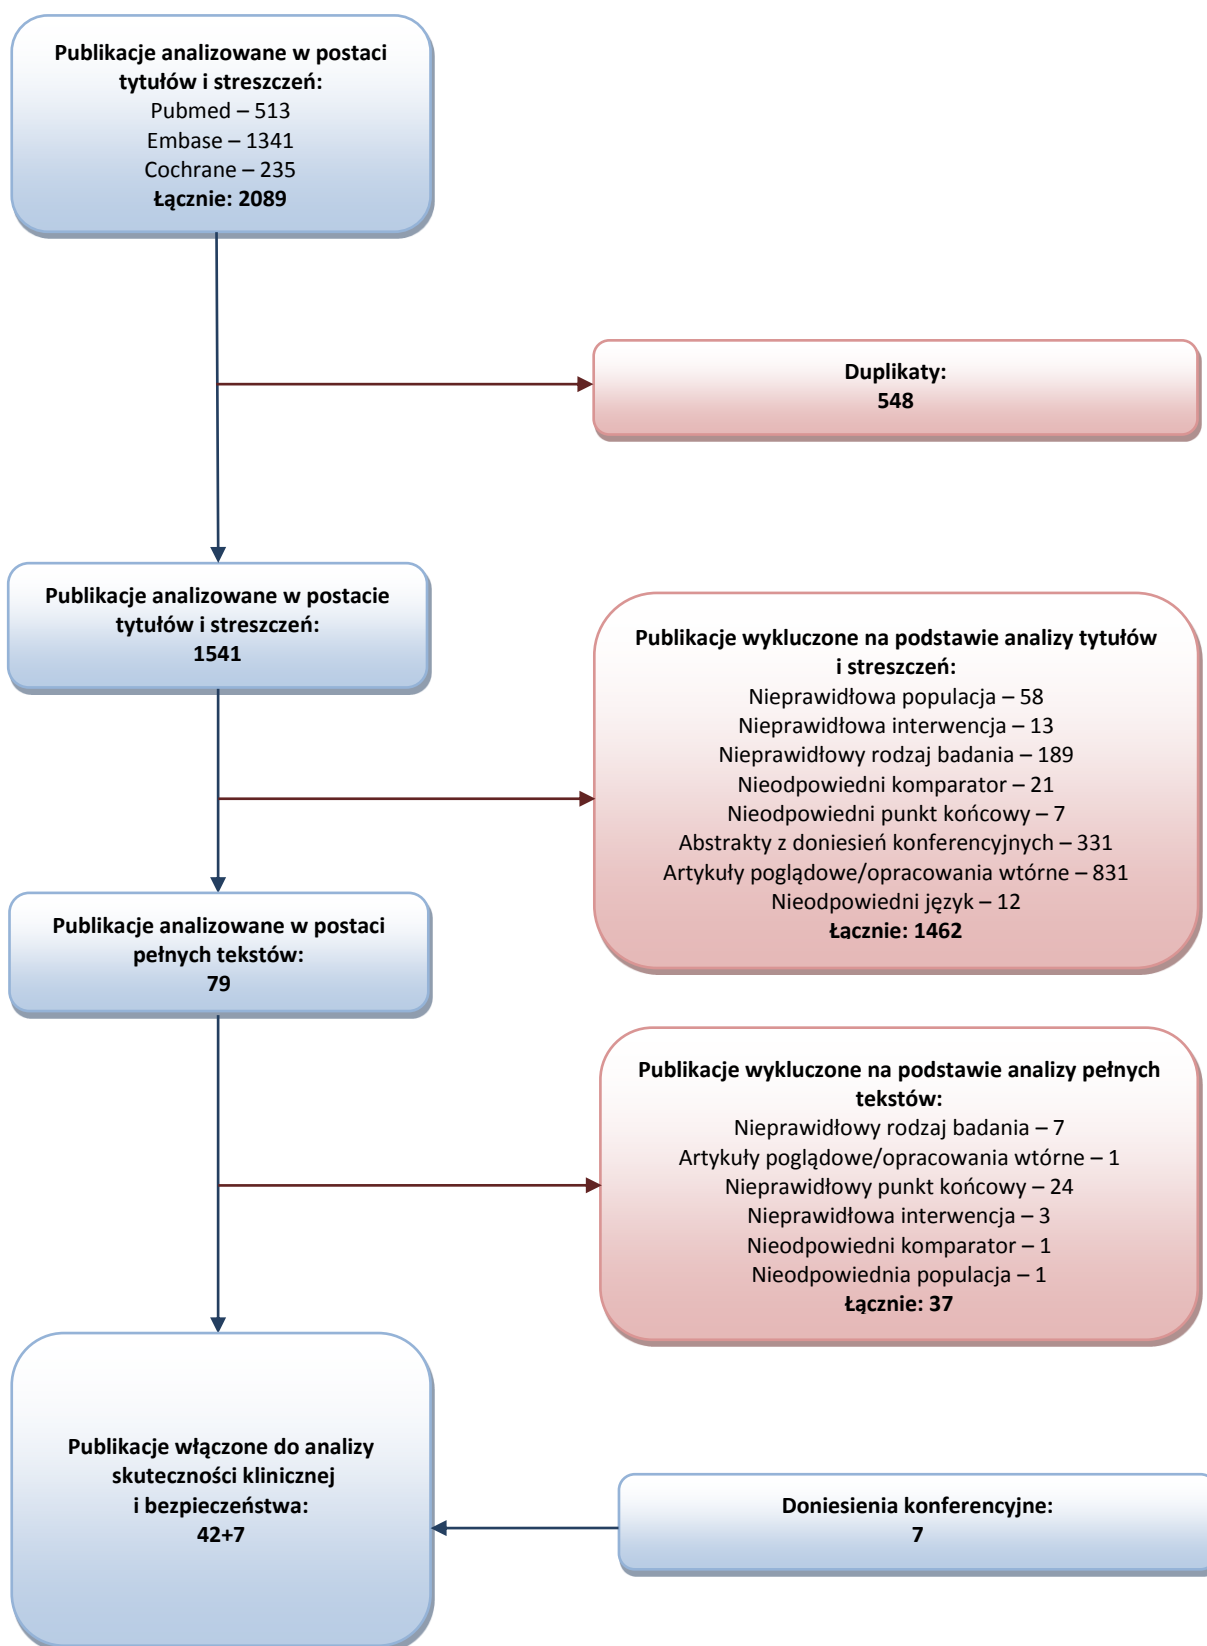 Publikacje analizowane w postaci
tytułów i streszczeń:
Pubmed – 513
Embase – 1341
Cochrane – 235
Łącznie: 2089
Duplikaty:
548
Publikacje analizowane w postacie
tytułów i streszczeń:
1541
Publikacje wykluczone na podstawie analizy tytułów
i streszczeń:
Nieprawidłowa populacja – 58
Nieprawidłowa interwencja – 13
Nieprawidłowy rodzaj badania – 189
Nieodpowiedni komparator – 21
Nieodpowiedni punkt końcowy – 7
Abstrakty z doniesień konferencyjnych – 331
Artykuły poglądowe/opracowania wtórne – 831
Nieodpowiedni język – 12
Łącznie: 1462
Publikacje analizowane w postaci
pełnych tekstów:
79
Publikacje wykluczone na podstawie analizy pełnych
tekstów:
Nieprawidłowy rodzaj badania – 7
Artykuły poglądowe/opracowania wtórne – 1
Nieprawidłowy punkt końcowy – 24
Nieprawidłowa interwencja – 3
Nieodpowiedni komparator – 1
Nieodpowiednia populacja – 1
Łącznie: 37
Publikacje włączone do analizy
skuteczności klinicznej
i bezpieczeństwa:
42+7
Doniesienia konferencyjne:
7